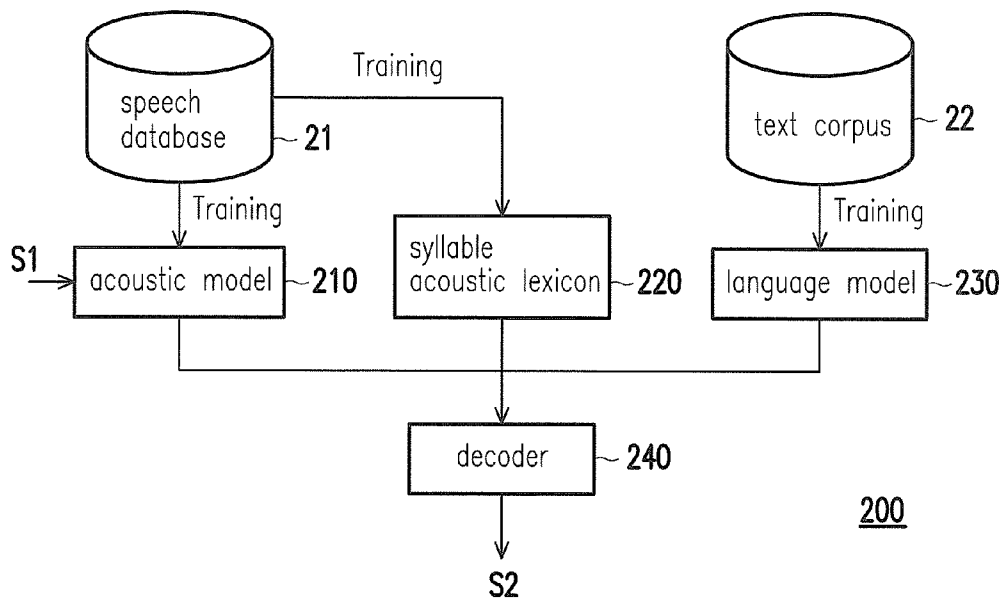 Training
speech
database
21
text corpus
22
Training
Training
S1
acoustic model
210
syllable
acoustic lexicon
220
language model
230
decoder
240
200
S2